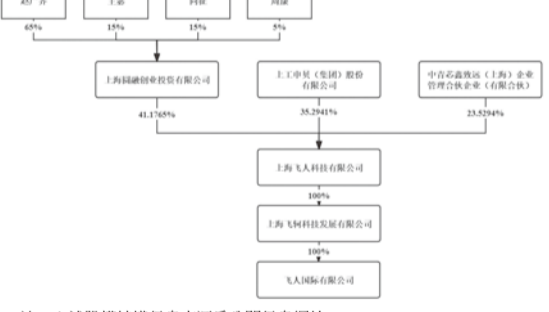 65%
15%
15%
5%
上海圆融创业投资有限公司
上工申贝（集团）股份
有限公司
中青芯鑫致远（上海）企业
管理合伙企业（有限合伙）
41.1765%
35.2941%
23.5294%
上海飞人科技有限公司
100%
上海飞轲科技发展有限公司
100%
飞人国际有限公司